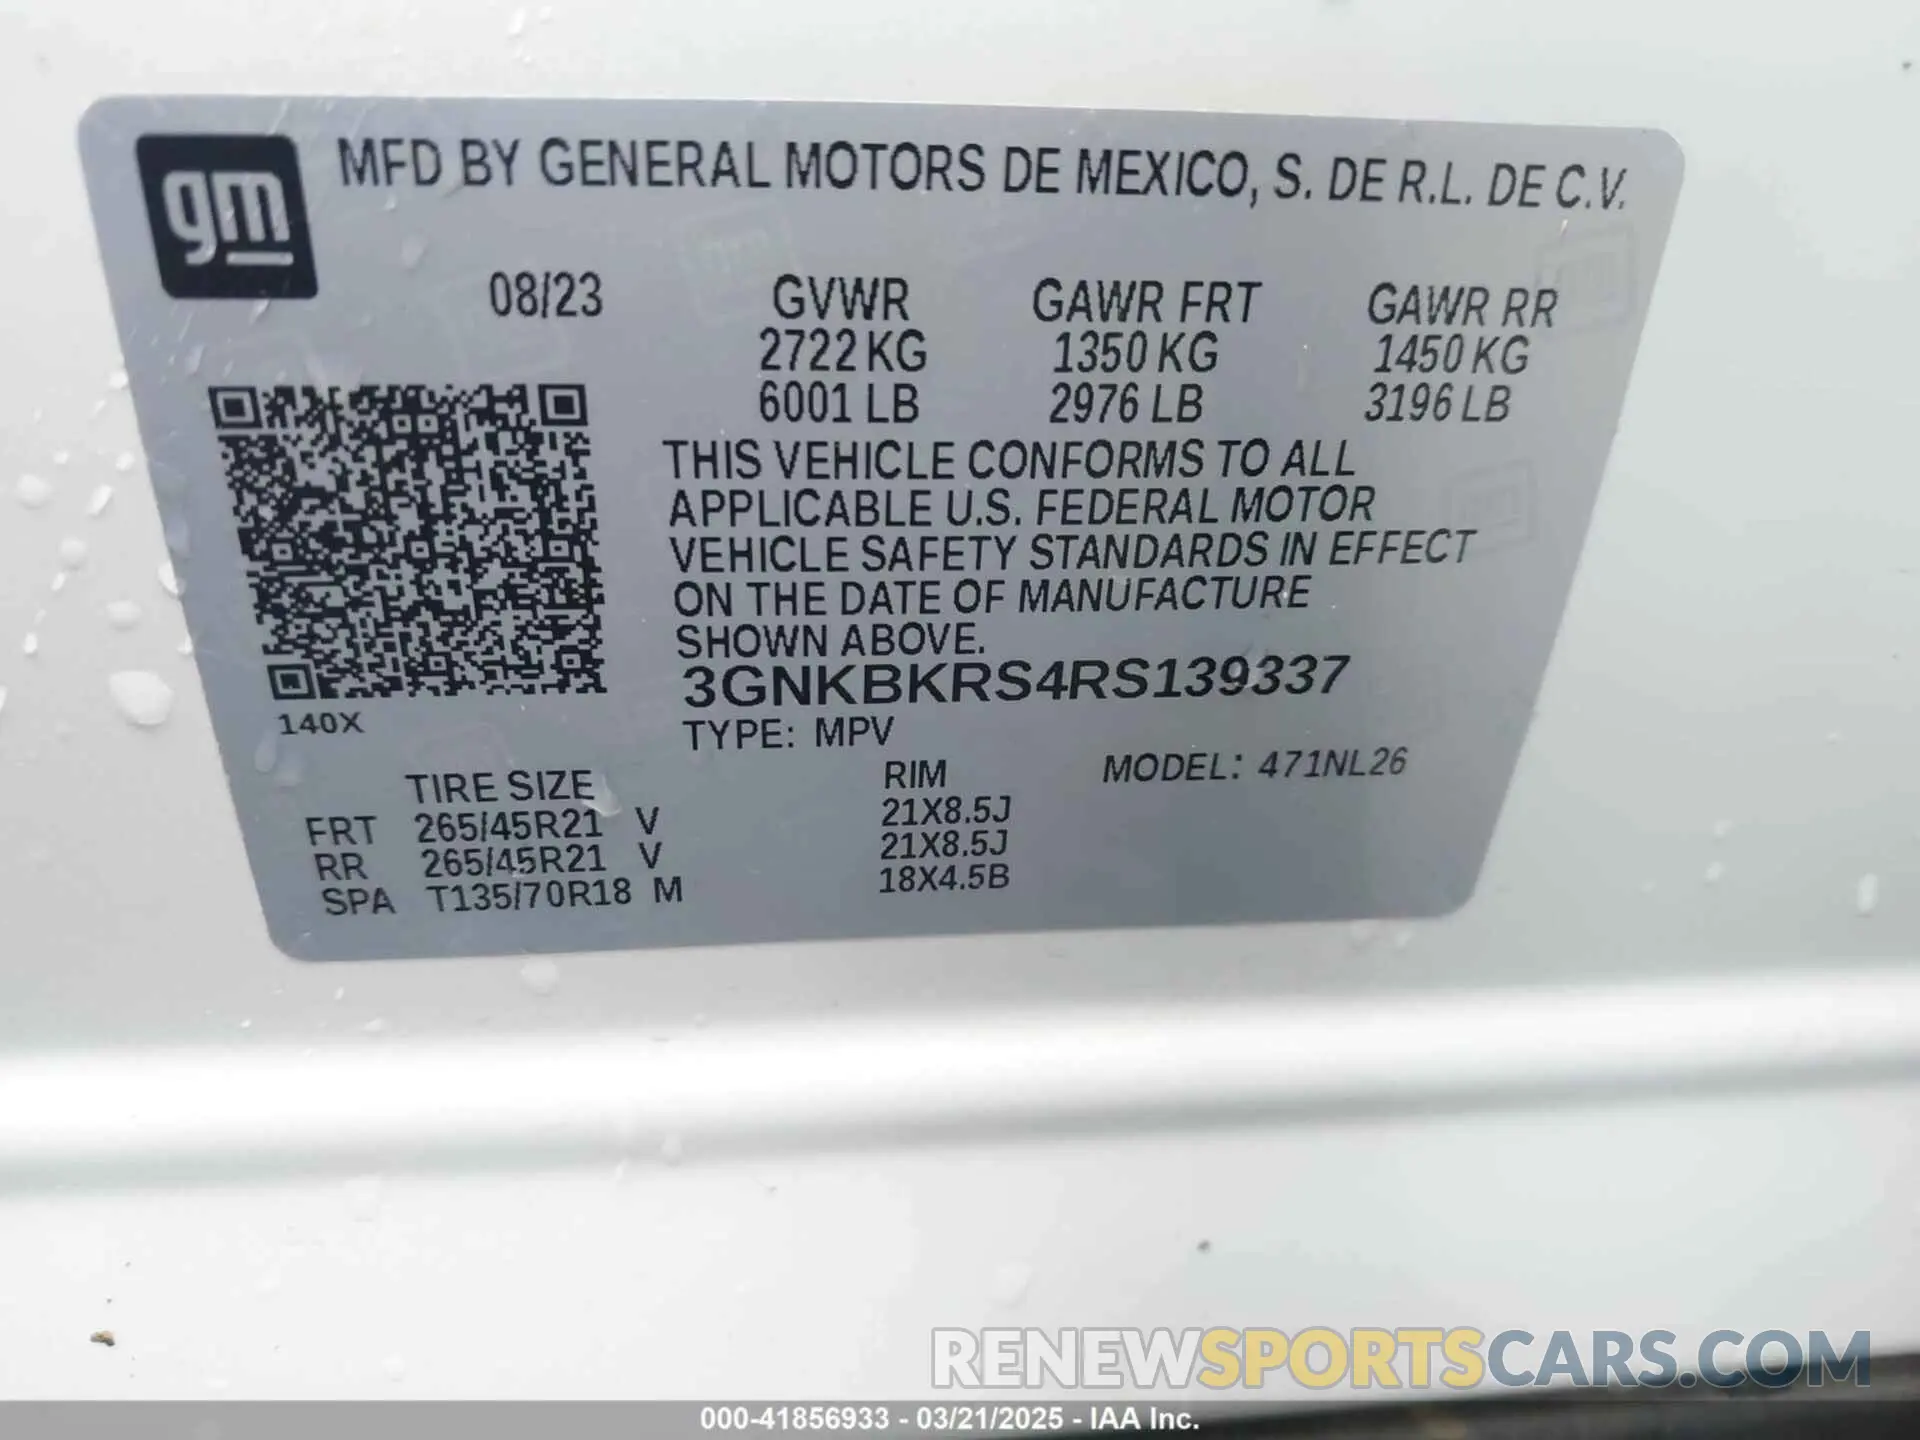 gm
MFD BY GENERAL MOTORS DE MEXICO, S. DE R.L. DE C.V.
08/23 GVWR GAWR FRT GAWR RR
2722 KG 1350 KG 1450 KG
6001 LB 2976 LB 3196 LB
THIS VEHICLE CONFORMS TO ALL
APPLICABLE U.S. FEDERAL MOTOR
VEHICLE SAFETY STANDARDS IN EFFECT
ON THE DATE OF MANUFACTURE
SHOWN ABOVE.
3GNKBKRS4RS139337
140X
TYPE: MPV
TIRE SIZE RIM MODEL: 471NL26
FRT 265/45R21 V 21X8.5J
RR 265/45R21 V 21X8.5J
SPA T135/70R18 M 18X4.5B
RENEWSPORTSCARS.COM
000-41856933 - 03/21/2025 - IAA Inc.